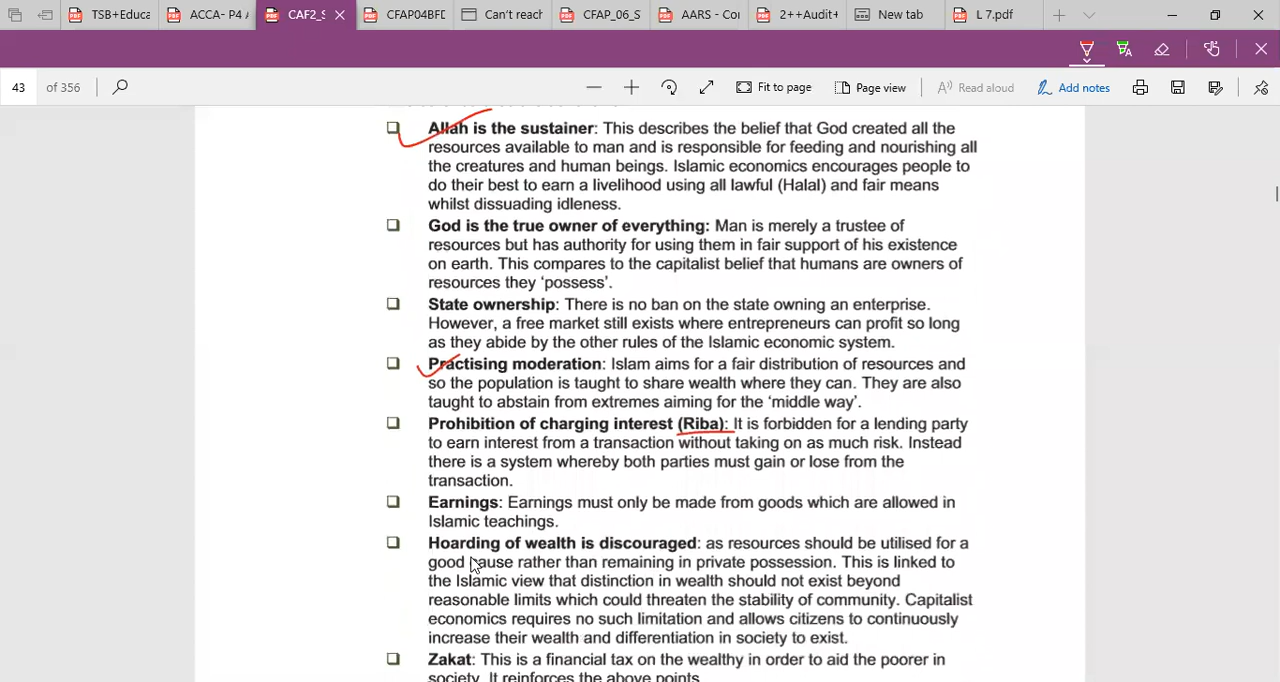 TSB+Educa
ACCA- P4 A
CAF2_S
CFAP04BFD
Can't reach
CFAP_06_S
AARS - Cor
2++Audit+
New tab
L 7.pdf
43 of 356
Fit to page
Page view
Read aloud
Add notes
Allah is the sustainer: This describes the belief that God created all the
resources available to man and is responsible for feeding and nourishing all
the creatures and human beings. Islamic economics encourages people to
do their best to earn a livelihood using all lawful (Halal) and fair means
whilst dissuading idleness.
God is the true owner of everything: Man is merely a trustee of
resources but has authority for using them in fair support of his existence
on earth. This compares to the capitalist belief that humans are owners of
resources they 'possess'.
State ownership: There is no ban on the state owning an enterprise.
However, a free market still exists where entrepreneurs can profit so long
as they abide by the other rules of the Islamic economic system.
Practising moderation: Islam aims for a fair distribution of resources and
so the population is taught to share wealth where they can. They are also
taught to abstain from extremes aiming for the 'middle way'.
Prohibition of charging interest (Riba): It is forbidden for a lending party
to earn interest from a transaction without taking on as much risk. Instead
there is a system whereby both parties must gain or lose from the
transaction.
Earnings: Earnings must only be made from goods which are allowed in
Islamic teachings.
Hoarding of wealth is discouraged: as resources should be utilised for a
good cause rather than remaining in private possession. This is linked to
the Islamic view that distinction in wealth should not exist beyond
reasonable limits which could threaten the stability of community. Capitalist
economics requires no such limitation and allows citizens to continuously
increase their wealth and differentiation in society to exist.
Zakat: This is a financial tax on the wealthy in order to aid the poorer in
society. It reinforces the above points.